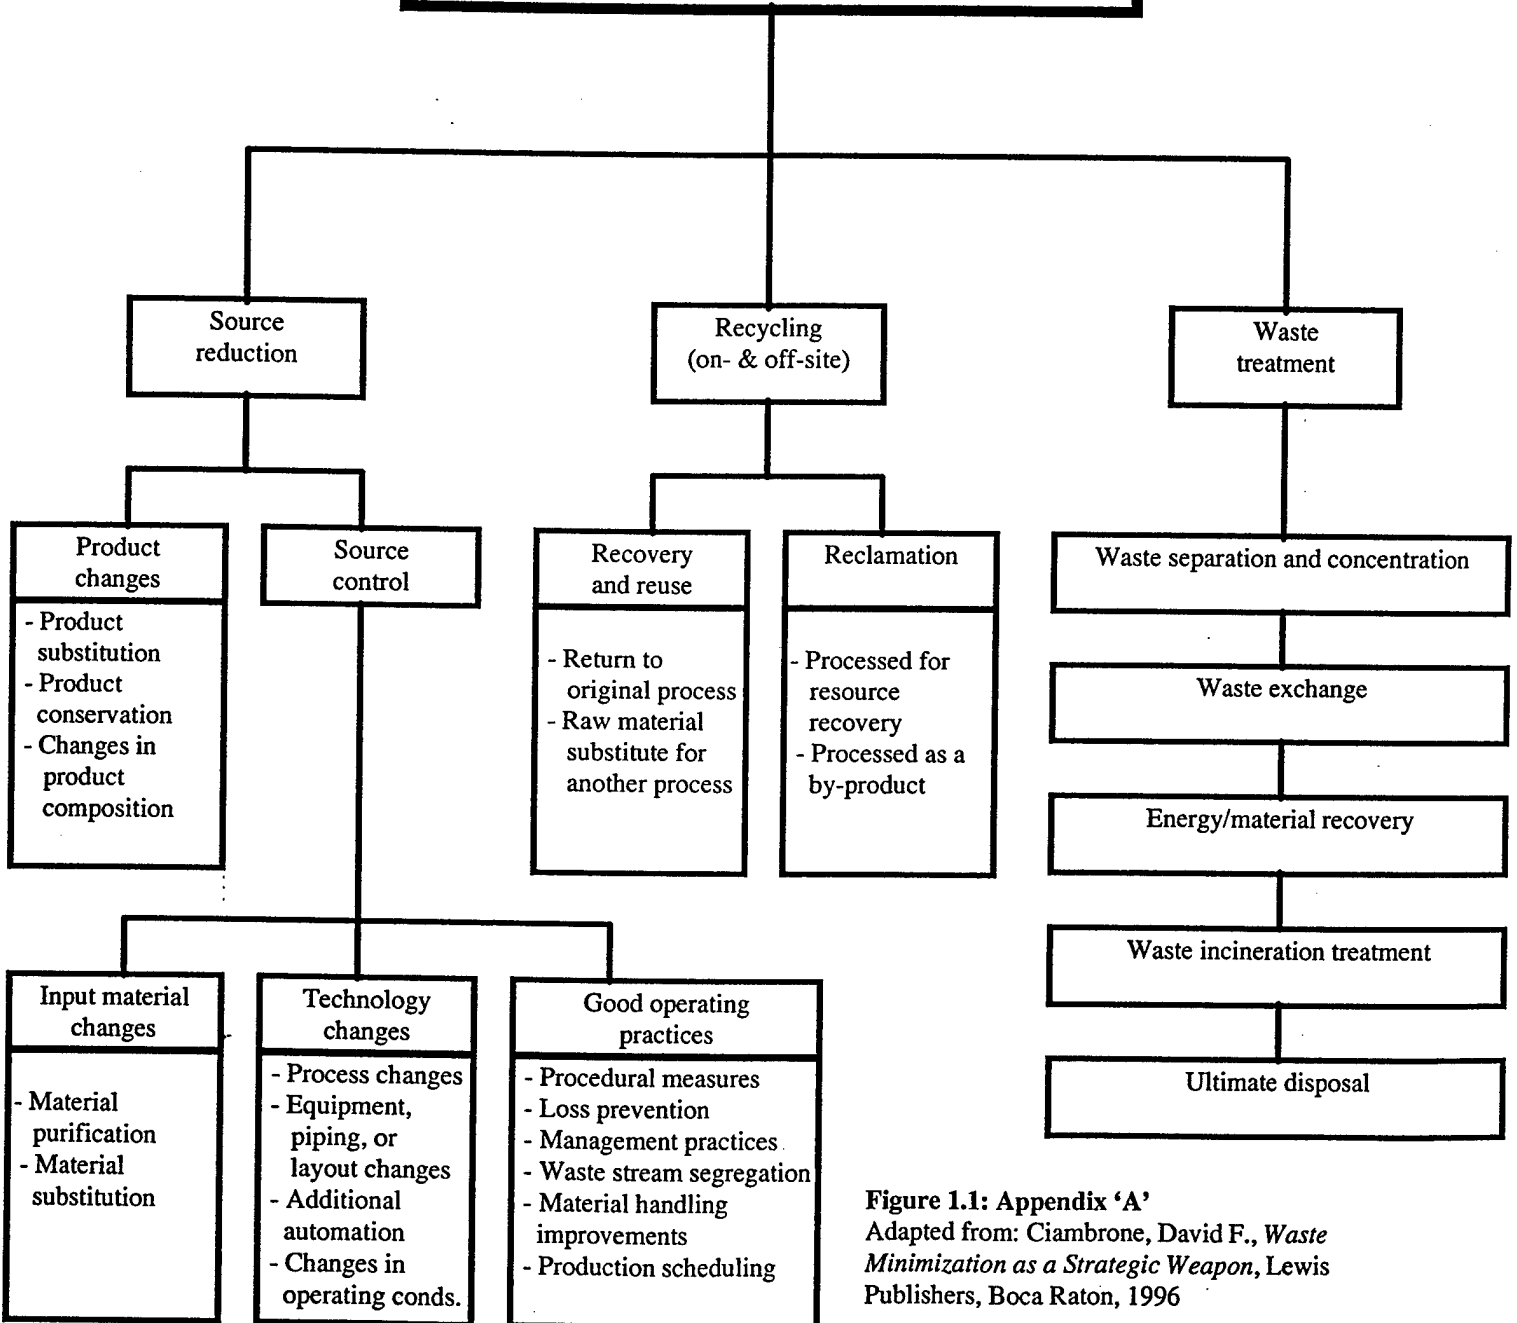 Source
reduction
Recycling
(on- & off-site)
Waste
treatment
Product
changes
- Product
substitution
- Product
conservation
- Changes in
product
composition
Source
control
Recovery
and reuse
- Return to
original process
- Raw material
substitute for
another process
Reclamation
- Processed for
resource
recovery
- Processed as a
by-product
Waste separation and concentration
Waste exchange
Energy/material recovery
Waste incineration treatment
Ultimate disposal
Input material
changes
- Material
purification
- Material
substitution
Technology
changes
- Process changes
- Equipment,
piping, or
layout changes
- Additional
automation
- Changes in
operating conds.
Good operating
practices
- Procedural measures
- Loss prevention
- Management practices
- Waste stream segregation
- Material handling
improvements
- Production scheduling
Figure 1.1: Appendix ‘A’
Adapted from: Ciambrone, David F., Waste
Minimization as a Strategic Weapon, Lewis
Publishers, Boca Raton, 1996